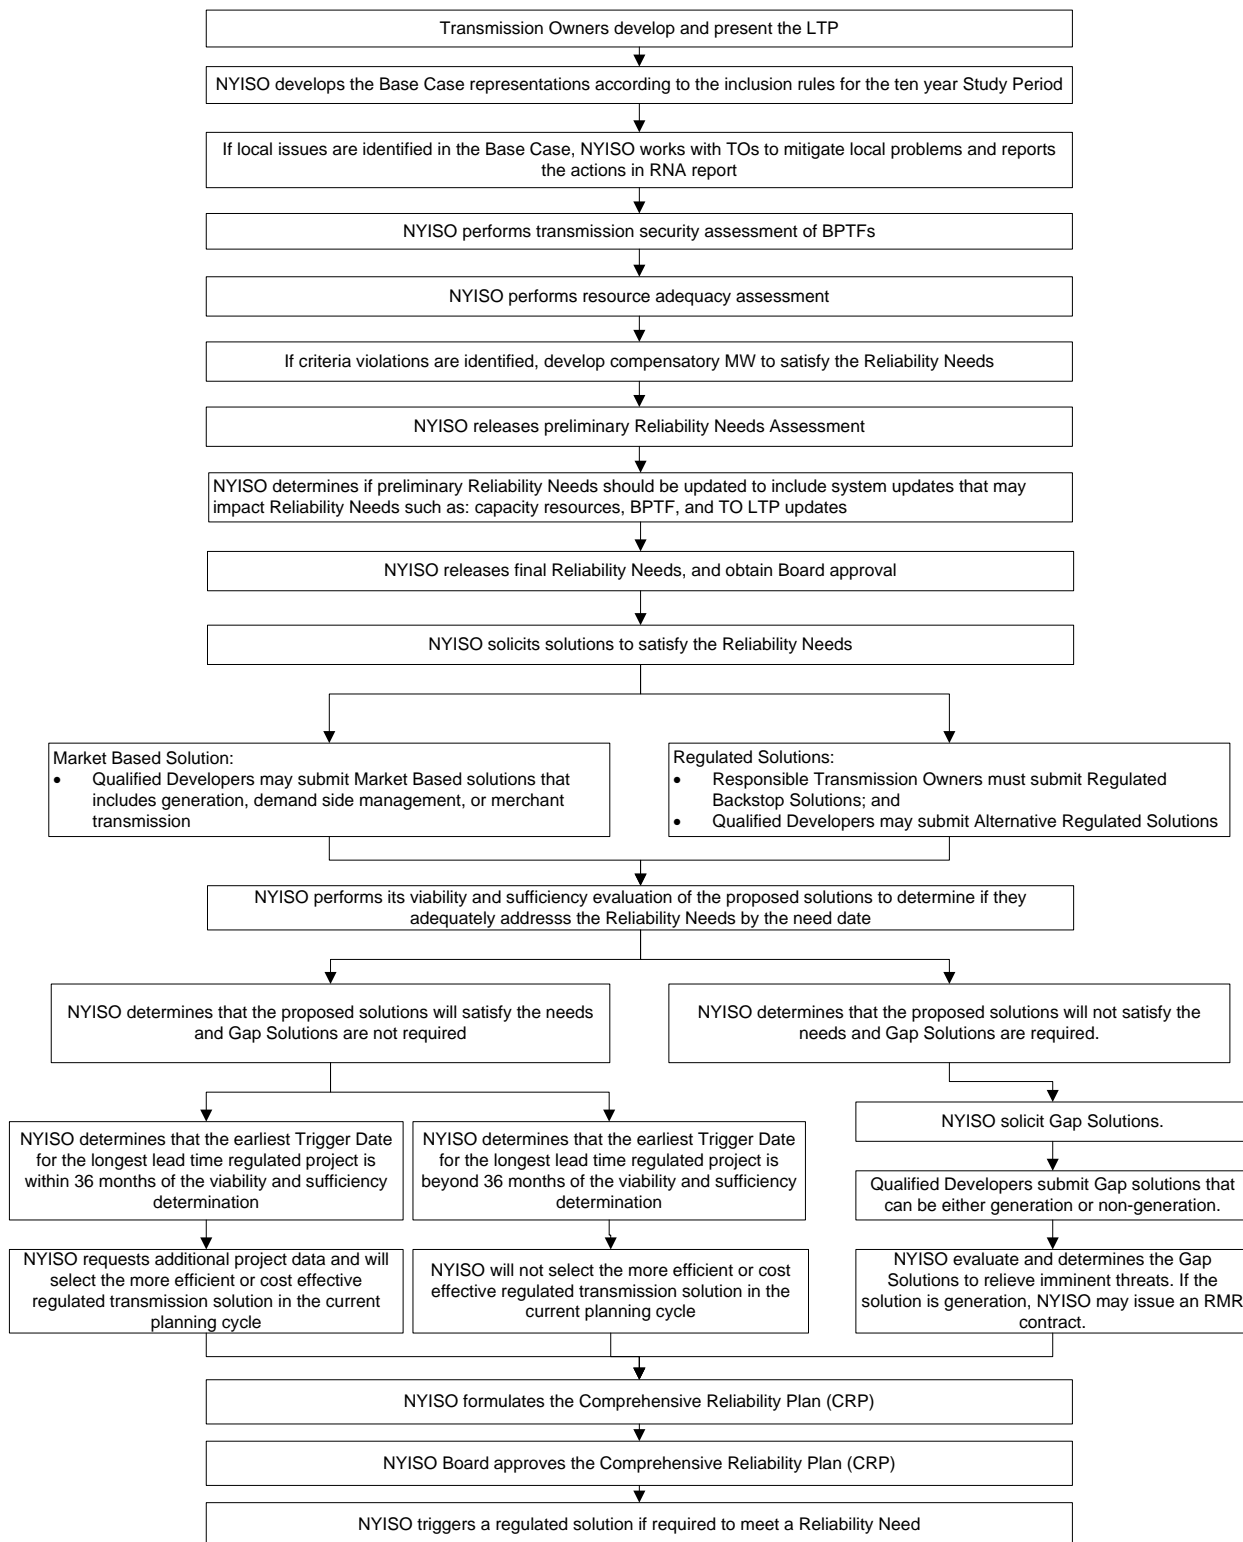 Transmission Owners develop and present the LTP
NYISO develops the Base Case representations according to the inclusion rules for the ten year Study Period
If local issues are identified in the Base Case, NYISO works with TOs to mitigate local problems and reports
the actions in RNA report
NYISO performs transmission security assessment of BPTFs
NYISO performs resource adequacy assessment
If criteria violations are identified, develop compensatory MW to satisfy the Reliability Needs
NYISO releases preliminary Reliability Needs Assessment
NYISO determines if preliminary Reliability Needs should be updated to include system updates that may
impact Reliability Needs such as: capacity resources, BPTF, and TO LTP updates
NYISO releases final Reliability Needs, and obtain Board approval
NYISO solicits solutions to satisfy the Reliability Needs
Market Based Solution:
• Qualified Developers may submit Market Based solutions that
includes generation, demand side management, or merchant
transmission
Regulated Solutions:
• Responsible Transmission Owners must submit Regulated
Backstop Solutions; and
• Qualified Developers may submit Alternative Regulated Solutions
NYISO performs its viability and sufficiency evaluation of the proposed solutions to determine if they
adequately addresss the Reliability Needs by the need date
NYISO determines that the proposed solutions will satisfy the needs
and Gap Solutions are not required
NYISO determines that the proposed solutions will not satisfy the
needs and Gap Solutions are required.
NYISO determines that the earliest Trigger Date
for the longest lead time regulated project is
within 36 months of the viability and sufficiency
determination
NYISO determines that the earliest Trigger Date
for the longest lead time regulated project is
beyond 36 months of the viability and sufficiency
determination
NYISO solicit Gap Solutions.
Qualified Developers submit Gap solutions that
can be either generation or non-generation.
NYISO requests additional project data and will
select the more efficient or cost effective
regulated transmission solution in the current
planning cycle
NYISO will not select the more efficient or cost
effective regulated transmission solution in the
current planning cycle
NYISO evaluate and determines the Gap
Solutions to relieve imminent threats. If the
solution is generation, NYISO may issue an RMR
contract.
NYISO formulates the Comprehensive Reliability Plan (CRP)
NYISO Board approves the Comprehensive Reliability Plan (CRP)
NYISO triggers a regulated solution if required to meet a Reliability Need